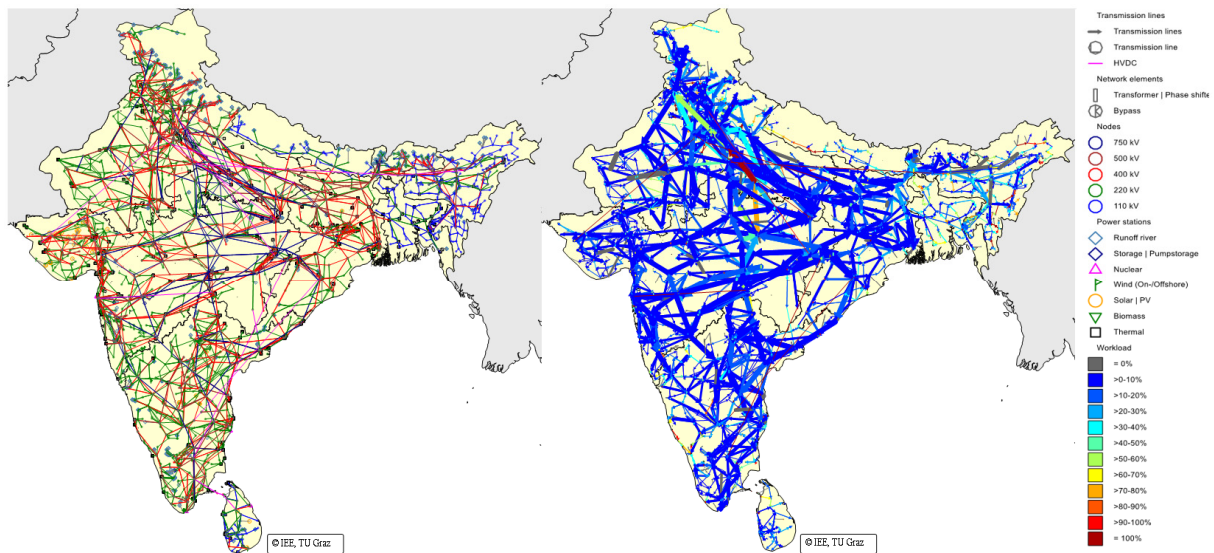 Transmission lines
Transmission lines
Transmission line
HVDC
Network elements
Transformer | Phase shifte
Bypass
Nodes
750 kV
500 kV
400 kV
220 kV
110 kV
Power stations
Runoff river
Storage | Pumpstorage
Nuclear
Wind (On-/Offshore)
Solar | PV
Biomass
Thermal
Workload
= 0%
>0-10%
>10-20%
>20-30%
>30-40%
>40-50%
>50-60%
>60-70%
>70-80%
>80-90%
>90-100%
= 100%
© IEE, TU Graz
© IEE, TU Graz